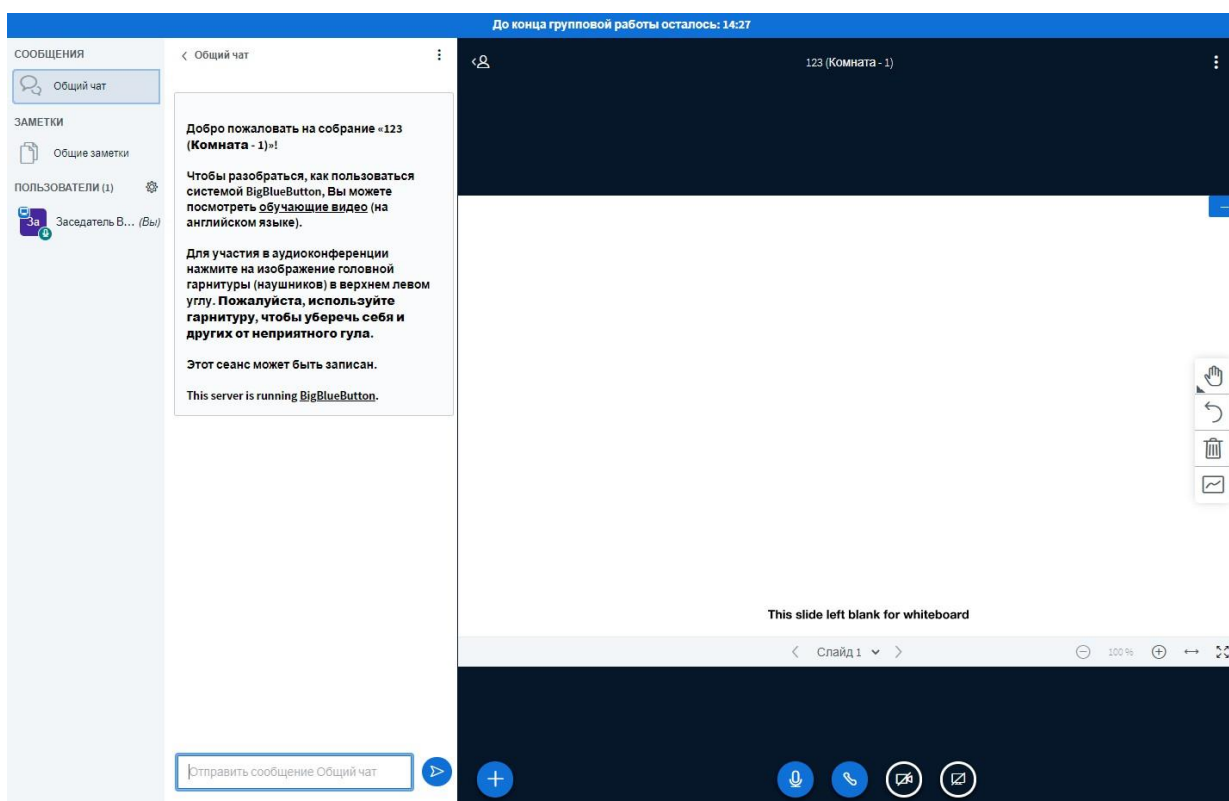 До конца групповой работы осталось: 14:27
СООБЩЕНИЯ
Общий чат
ЗАМЕТКИ
Общие заметки
ПОЛЬЗОВАТЕЛИ (1)
За
Заседатель В... (Вы)
Общий чат
Добро пожаловать на собрание «123
(Комната - 1)»!
Чтобы разобраться, как пользоваться
системой BigBlueButton, Вы можете
посмотреть обучающие видео (на
английском языке).
Для участия в аудиоконференции
нажмите на изображение головной
гарнитуры (наушников) в верхнем левом
углу. Пожалуйста, используйте
гарнитуру, чтобы уберечь себя и
других от неприятного гула.
Этот сеанс может быть записан.
This server is running BigBlueButton.
Отправить сообщение Общий чат
123 (Комната - 1)
This slide left blank for whiteboard
Слайд 1
100 %